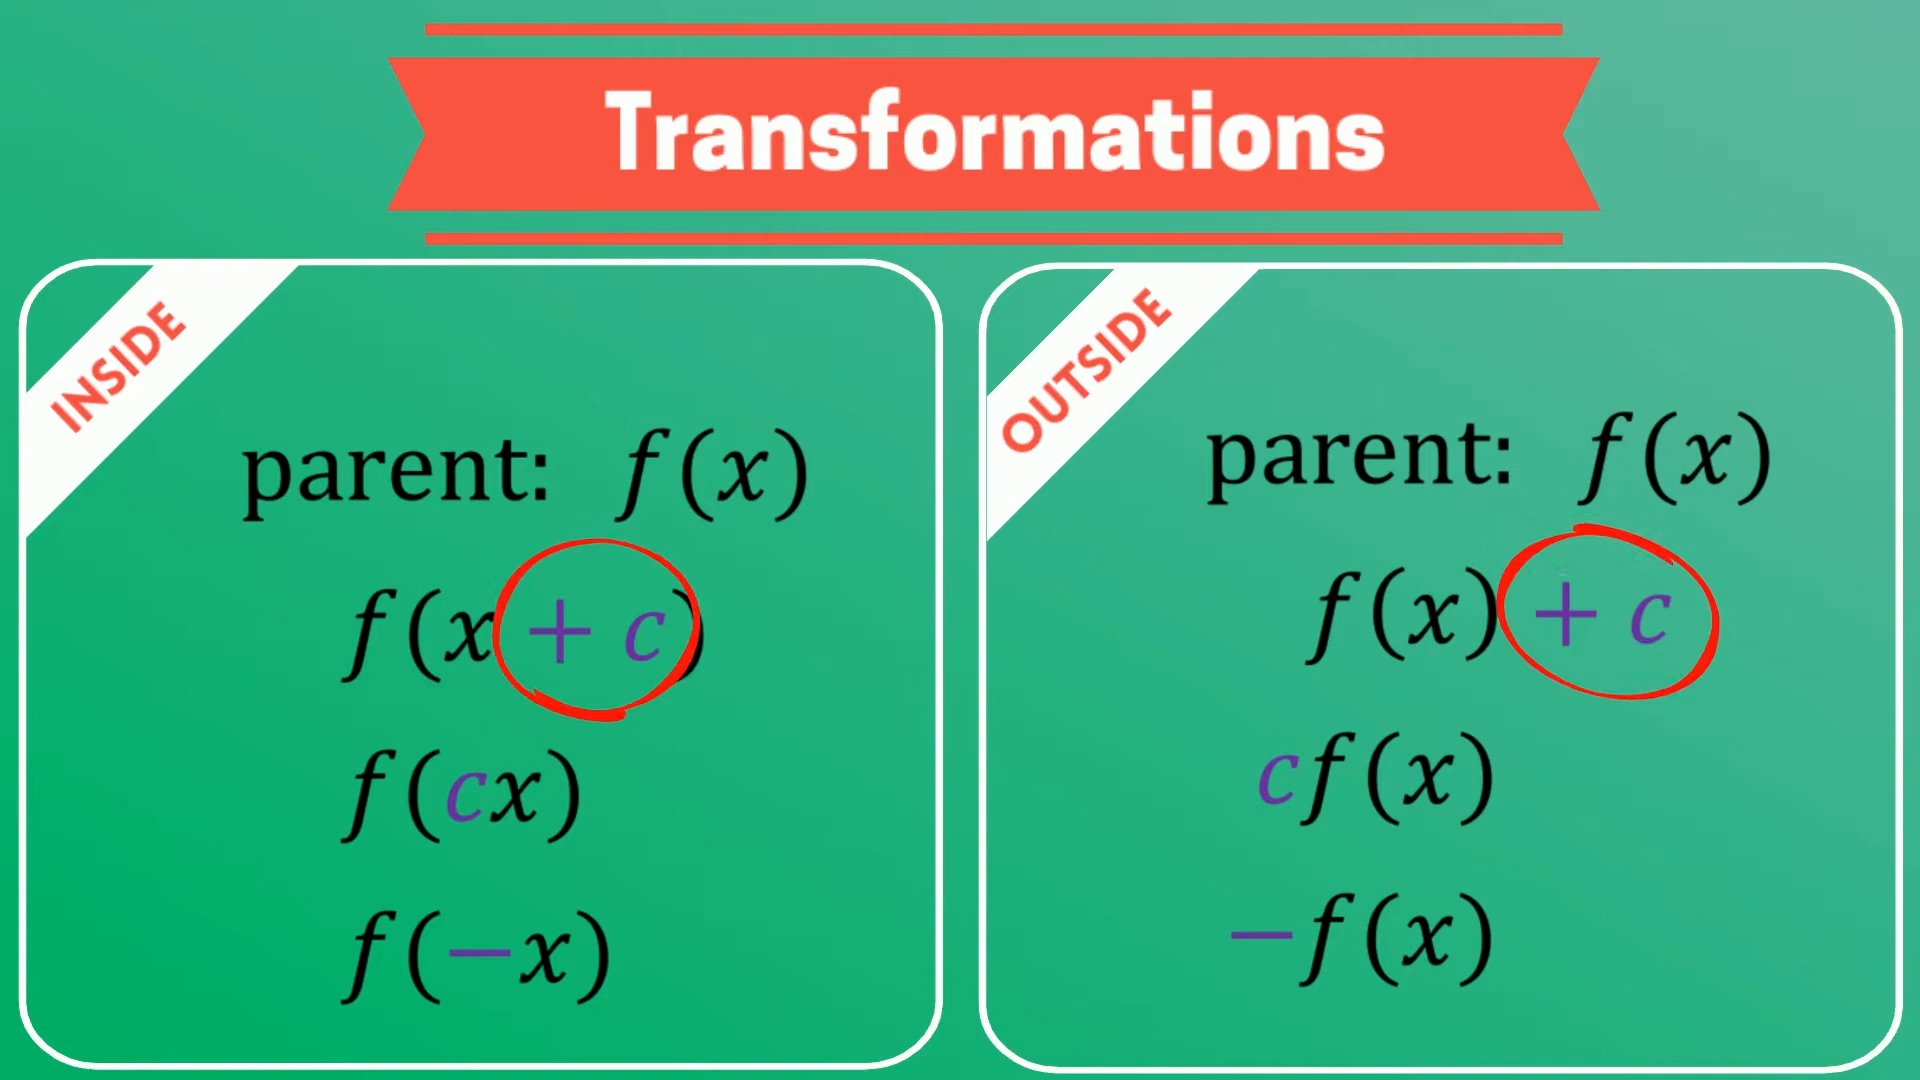 Transformations
INSIDE
parent: f(x)
f(x + c)
f(cx)
f(−x)
OUTSIDE
parent: f(x)
f(x) + c
cf(x)
−f(x)